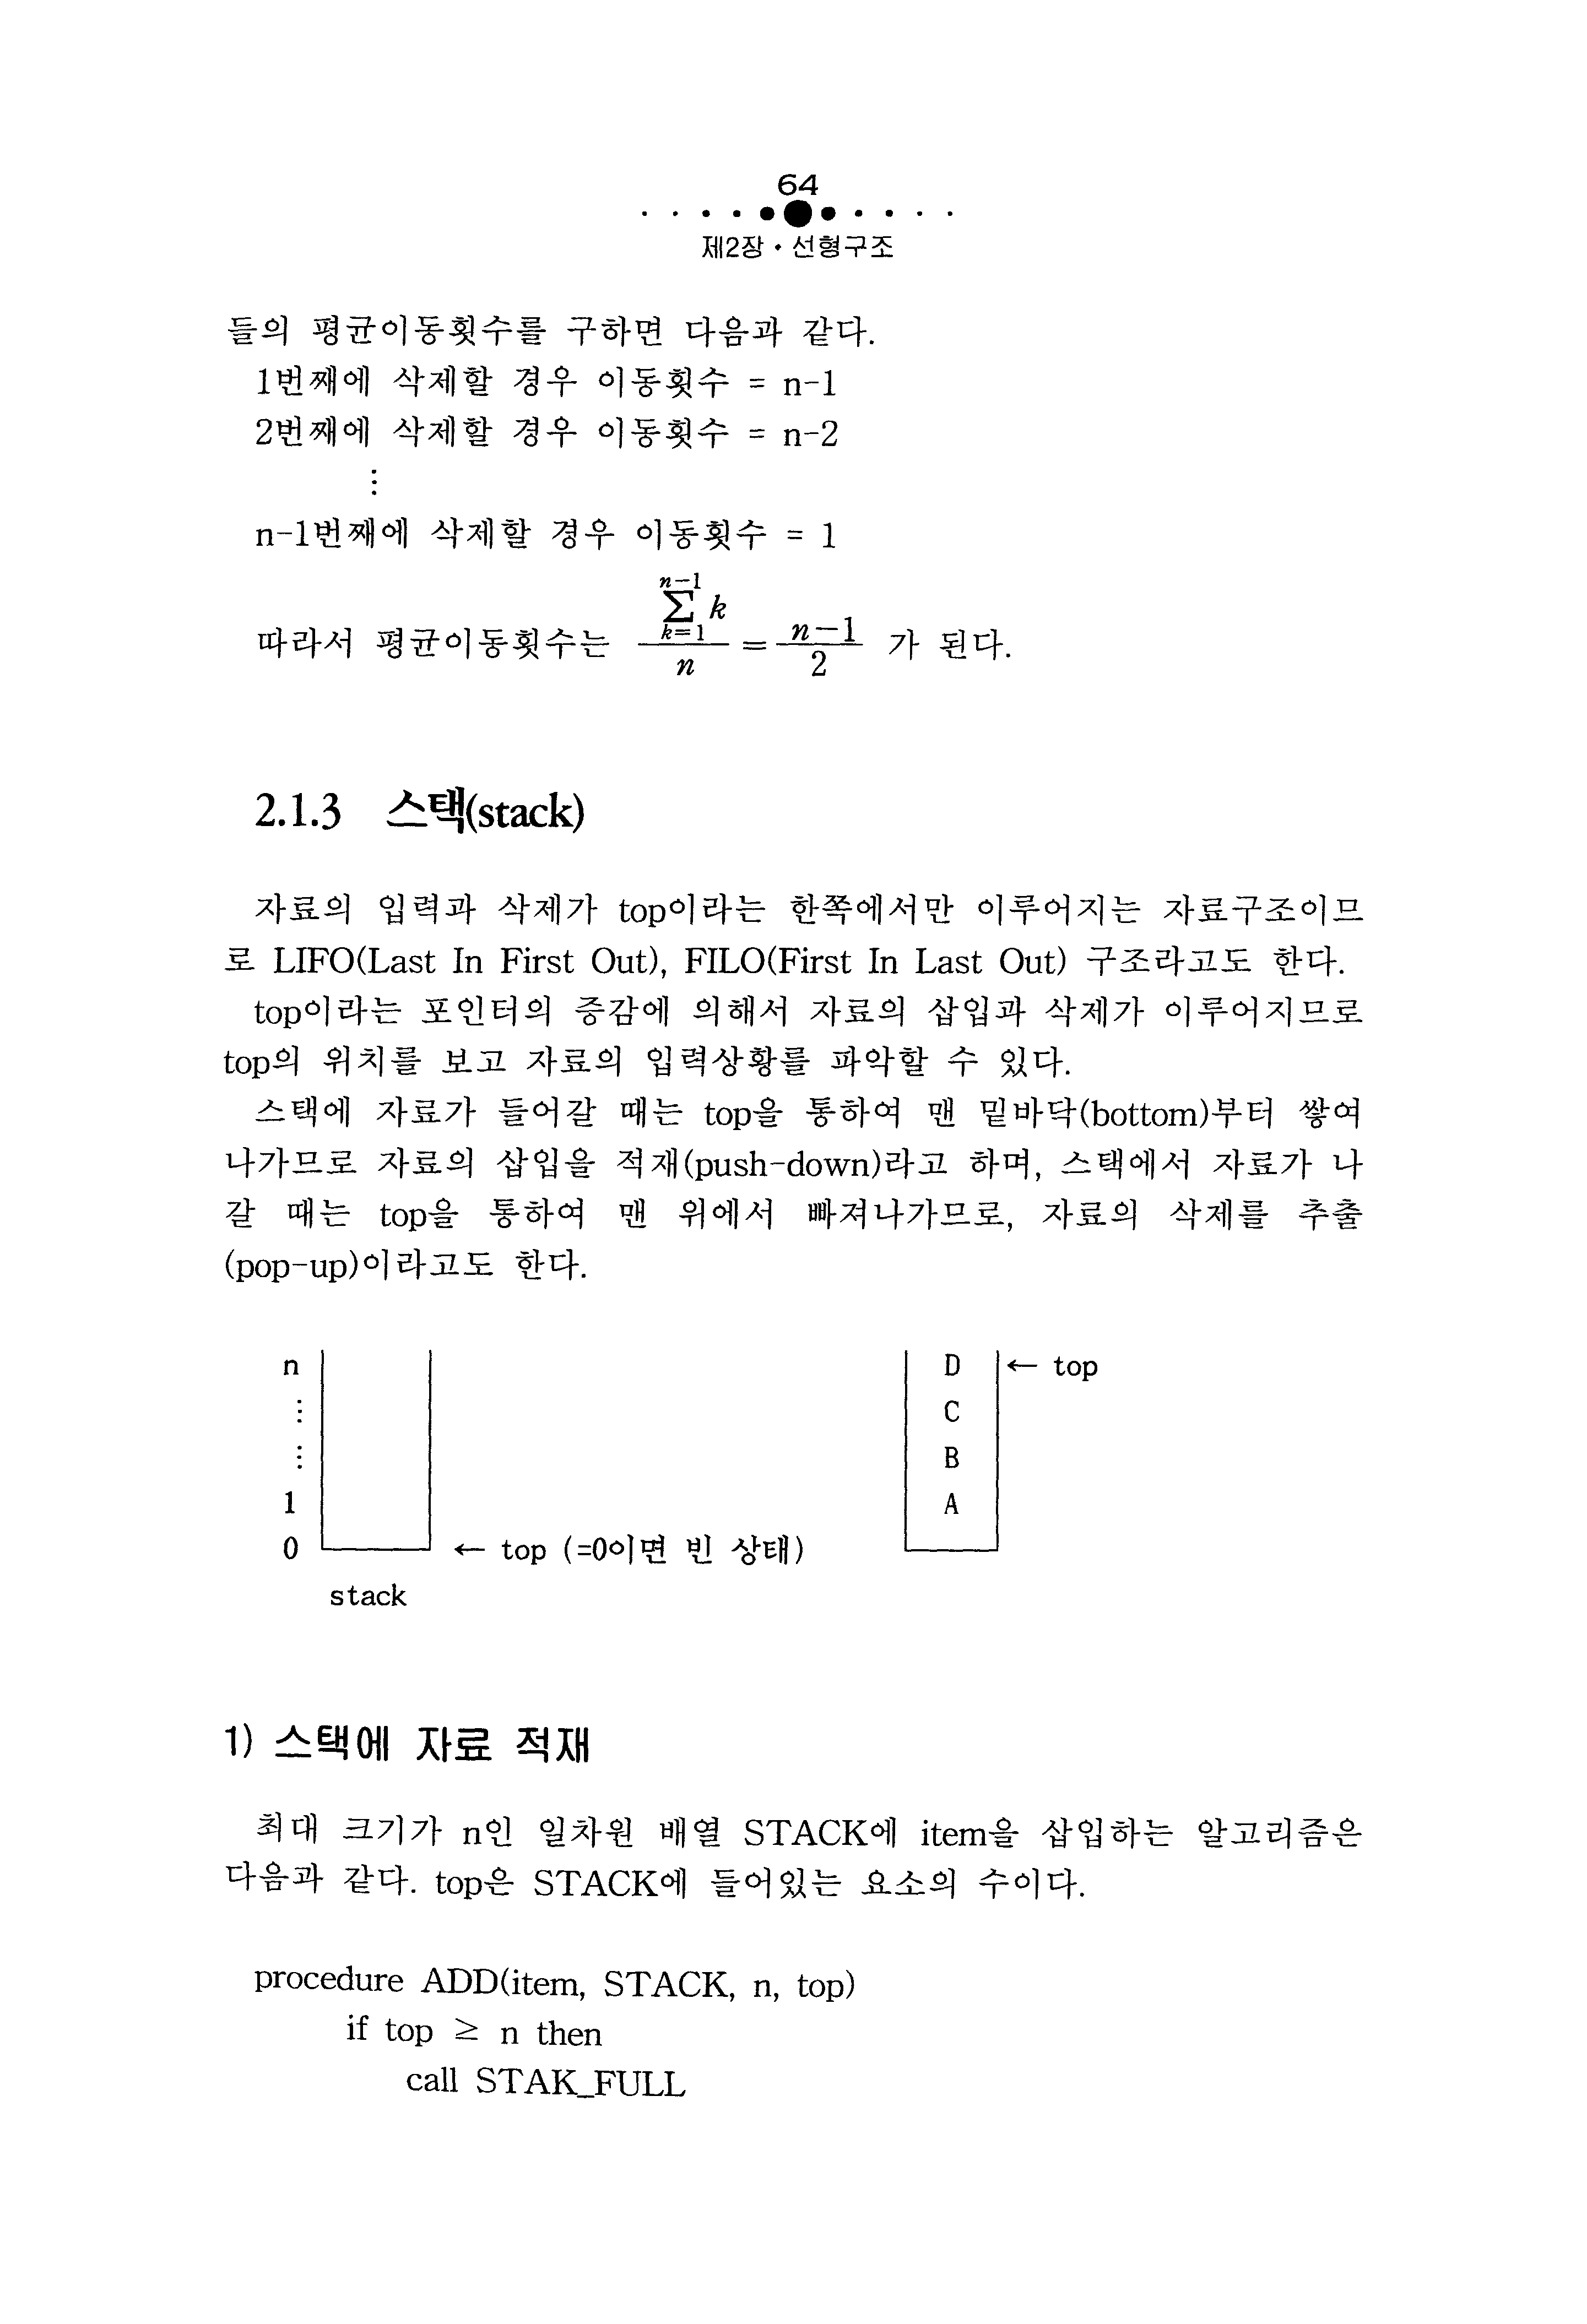 64
제2장 · 선형구조
들의 평균이동횟수를 구하면 다음과 같다.
1번째에 삭제할 경우 이동횟수 = n-1
2번째에 삭제할 경우 이동횟수 = n-2
⋮
n-1번째에 삭제할 경우 이동횟수 = 1
따라서 평균이동횟수는 \frac{\sum_{k=1}^{n-1} k}{n} = \frac{n-1}{2} 가 된다.
2.1.3 스택(stack)
자료의 입력과 삭제가 top이라는 한쪽에서만 이루어지는 자료구조이므
로 LIFO(Last In First Out), FILO(First In Last Out) 구조라고도 한다.
top이라는 포인터의 증감에 의해서 자료의 삽입과 삭제가 이루어지므로
top의 위치를 보고 자료의 입력상황를 파악할 수 있다.
스택에 자료가 들어갈 때는 top을 통하여 맨 밑바닥(bottom)부터 쌓여
나가므로 자료의 삽입을 적재(push-down)라고 하며, 스택에서 자료가 나
갈 때는 top을 통하여 맨 위에서 빠져나가므로, 자료의 삭제를 추출
(pop-up)이라고도 한다.
n D ← top
⋮ C
⋮ B
1 A
0 ← top (=0이면 빈 상태)
stack
1) 스택에 자료 적재
최대 크기가 n인 일차원 배열 STACK에 item을 삽입하는 알고리즘은
다음과 같다. top은 STACK에 들어있는 요소의 수이다.
procedure ADD(item, STACK, n, top)
if top ≥ n then
call STAK_FULL